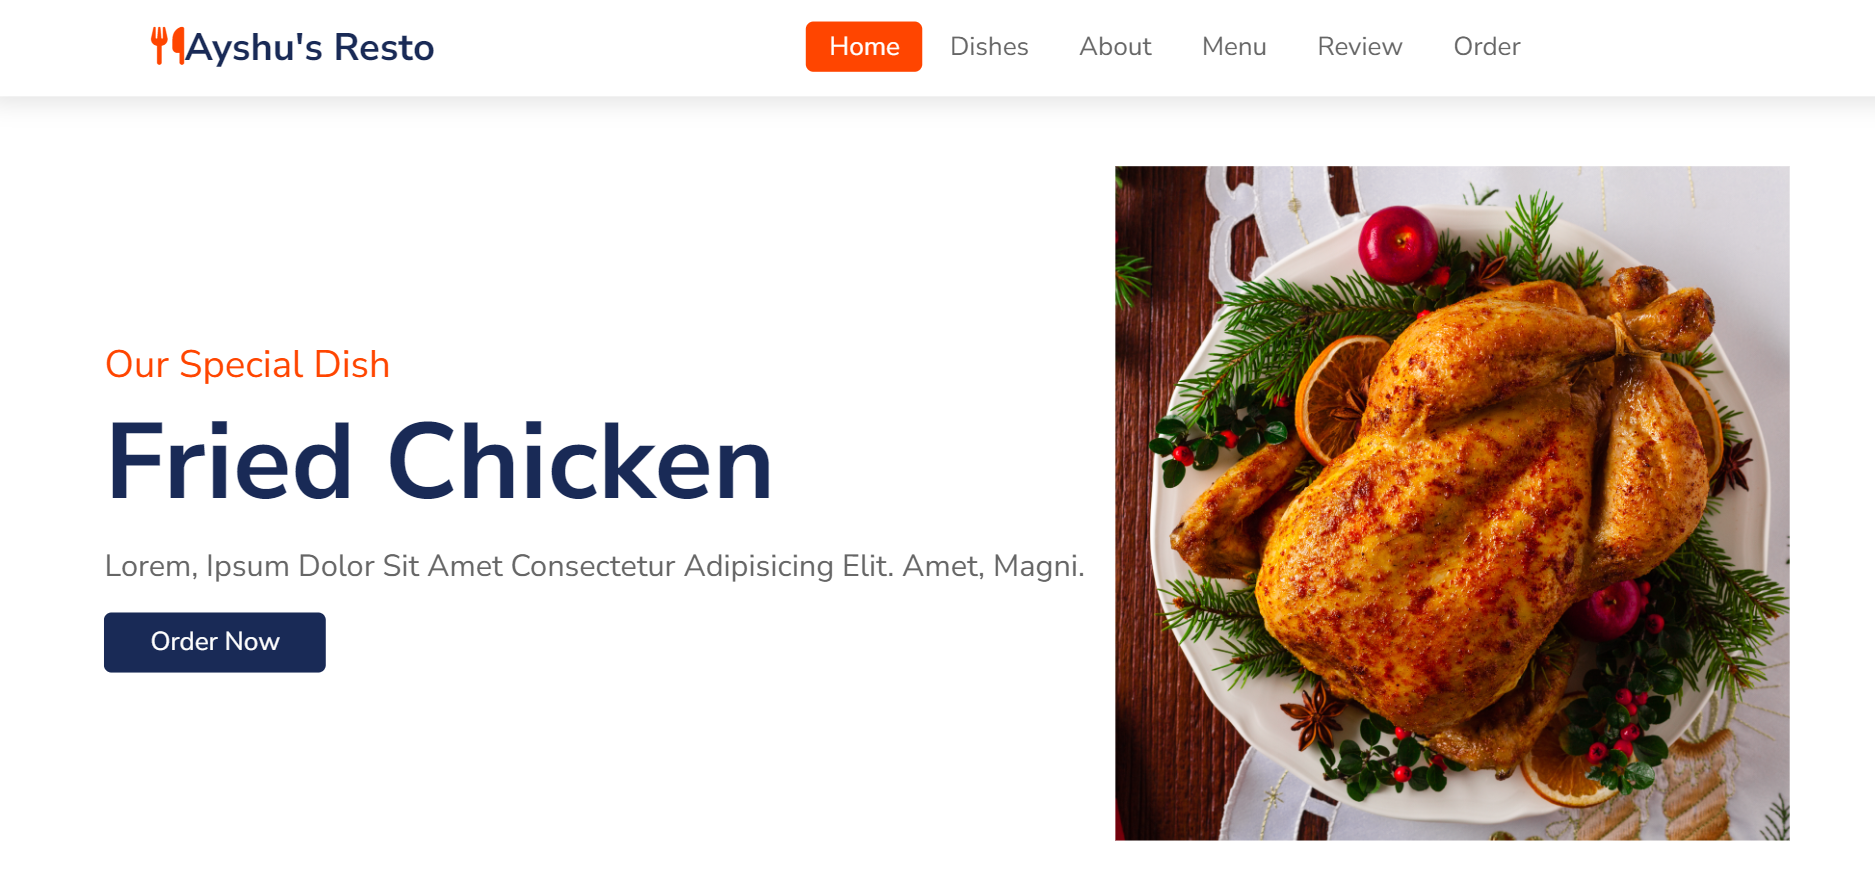 Ayshu's Resto
Home Dishes About Menu Review Order
Our Special Dish
Fried Chicken
Lorem, Ipsum Dolor Sit Amet Consectetur Adipisicing Elit. Amet, Magni.
Order Now